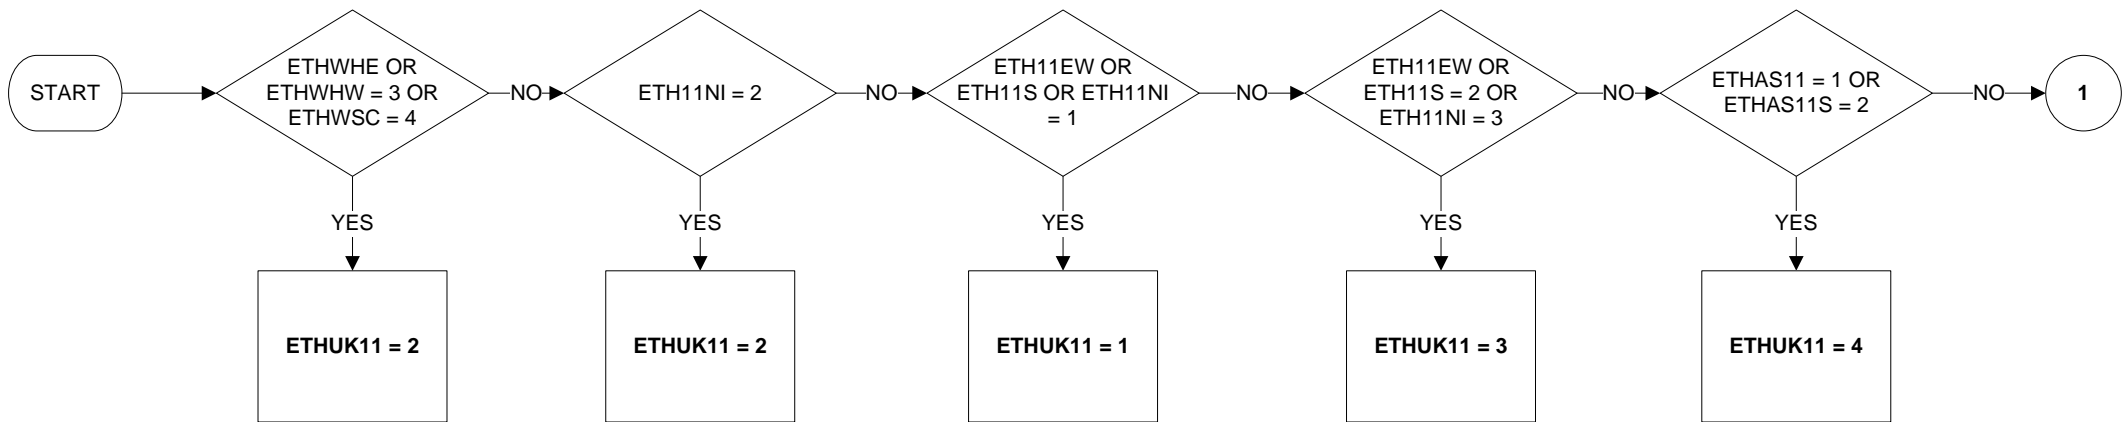 START
ETHWHE OR
ETHWHW = 3 OR
ETHWSC = 4
NO
ETH11NI = 2
NO
ETH11EW OR
ETH11S OR ETH11NI
= 1
NO
ETH11EW OR
ETH11S = 2 OR
ETH11NI = 3
NO
ETHAS11 = 1 OR
ETHAS11S = 2
NO
1
YES
YES
YES
YES
YES
ETHUK11 = 2
ETHUK11 = 2
ETHUK11 = 1
ETHUK11 = 3
ETHUK11 = 4